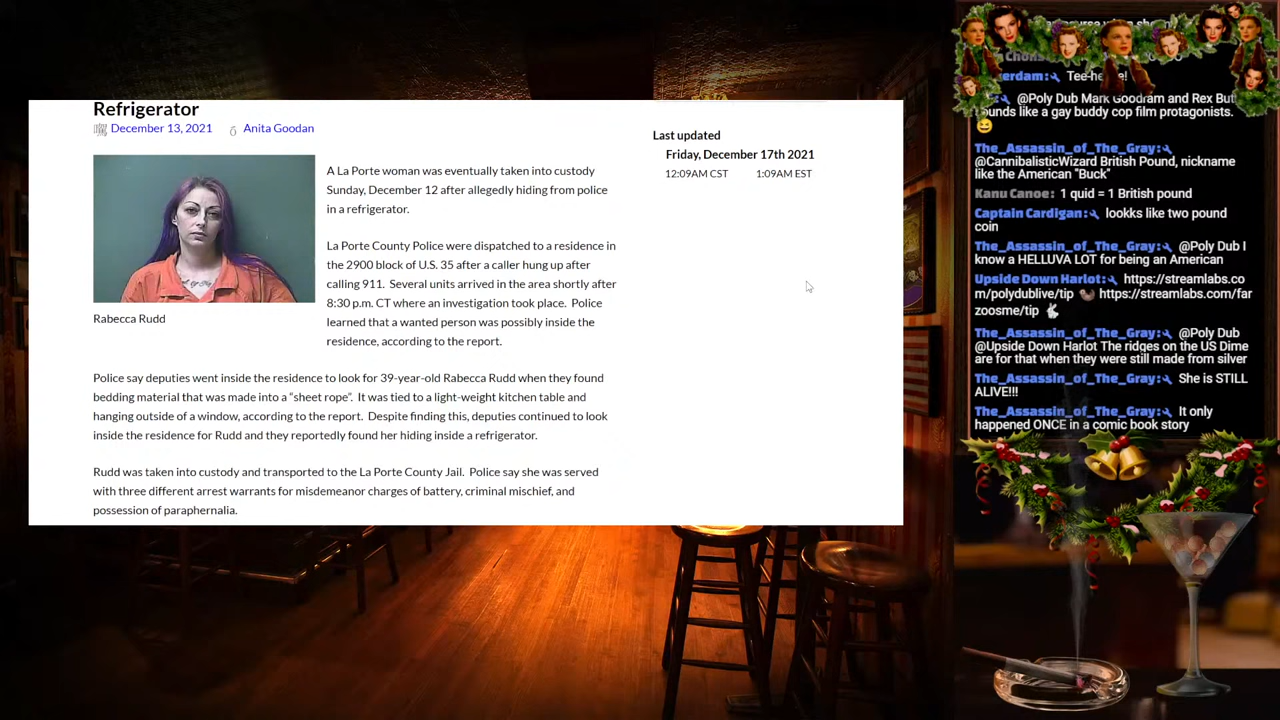 Refrigerator
December 13, 2021 Anita Goodan
A La Porte woman was eventually taken into custody
Sunday, December 12 after allegedly hiding from police
in a refrigerator.
La Porte County Police were dispatched to a residence in
the 2900 block of U.S. 35 after a caller hung up after
calling 911. Several units arrived in the area shortly after
8:30 p.m. CT where an investigation took place. Police
learned that a wanted person was possibly inside the
residence, according to the report.
Rabecca Rudd
Police say deputies went inside the residence to look for 39-year-old Rabecca Rudd when they found
bedding material that was made into a “sheet rope”. It was tied to a light-weight kitchen table and
hanging outside of a window, according to the report. Despite finding this, deputies continued to look
inside the residence for Rudd and they reportedly found her hiding inside a refrigerator.
Rudd was taken into custody and transported to the La Porte County Jail. Police say she was served
with three different arrest warrants for misdemeanor charges of battery, criminal mischief, and
possession of paraphernalia.
Last updated
Friday, December 17th 2021
12:09AM CST 1:09AM EST
@Poly Dub Mark Goodram and Rex But
sounds like a gay buddy cop film protagonists.
The_Assassin_of_The_Gray:
@CannibalisticWizard British Pound, nickname
like the American "Buck"
Kanu Canoe: 1 quid = 1 British pound
Captain Cardigan: lookks like two pound
coin
The_Assassin_of_The_Gray: @Poly Dub I
know a HELLUVA LOT for being an American
Upside Down Harlot: https://streamlabs.co
m/polydublive/tip https://streamlabs.com/far
zoosme/tip
The_Assassin_of_The_Gray: @Poly Dub
@Upside Down Harlot The ridges on the US Dime
are for that when they were still made from silver
The_Assassin_of_The_Gray: She is STILL
ALIVE!!!
The_Assassin_of_The_Gray: It only
happened ONCE in a comic book story